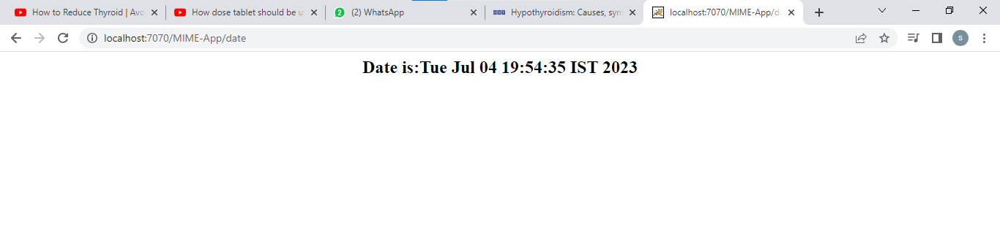 How to Reduce Thyroid | Avo
How dose tablet should be u
2 (2) WhatsApp
Hypothyroidism: Causes, sym
localhost:7070/MIME-App/da
localhost:7070/MIME-App/date
S
Date is:Tue Jul 04 19:54:35 IST 2023